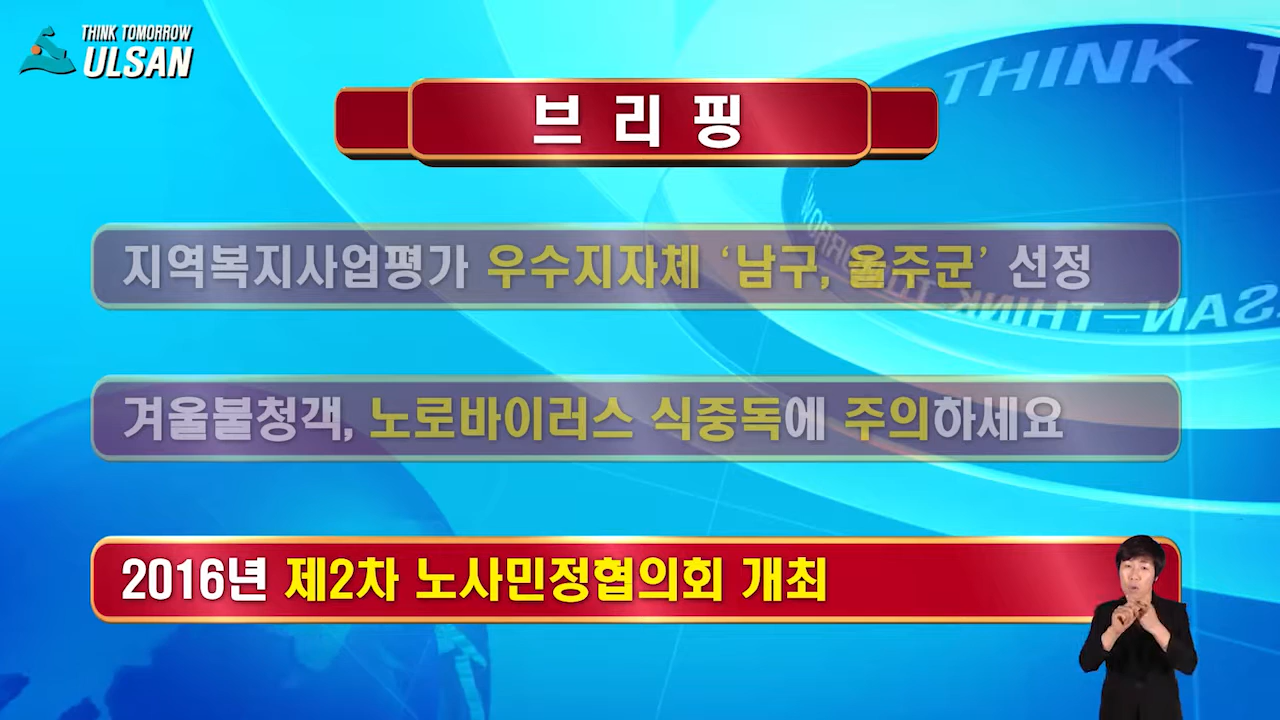 THINK TOMORROW
ULSAN
브리핑
THINK
지역복지사업평가 우수지자체 ‘남구, 울주군’ 선정
겨울불청객, 노로바이러스 식중독에 주의하세요
2016년 제2차 노사민정협의회 개최